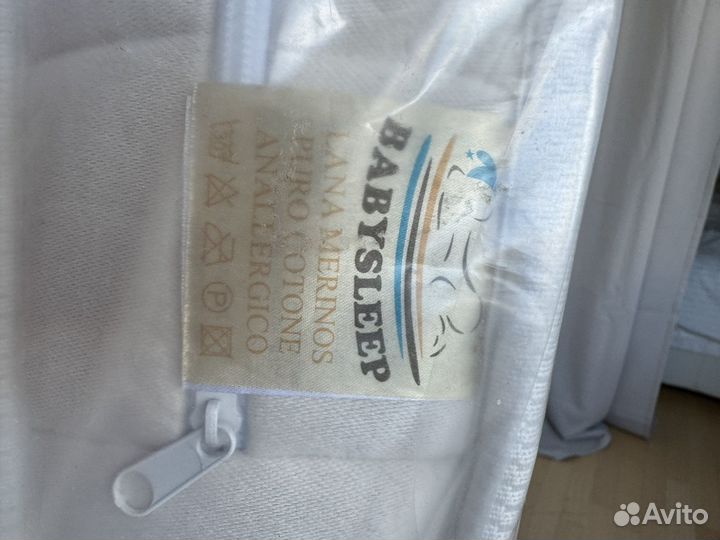 BABYSLEEP
LANA MERINOS
PURO COTONE
ANALLERGICO
P
Avito